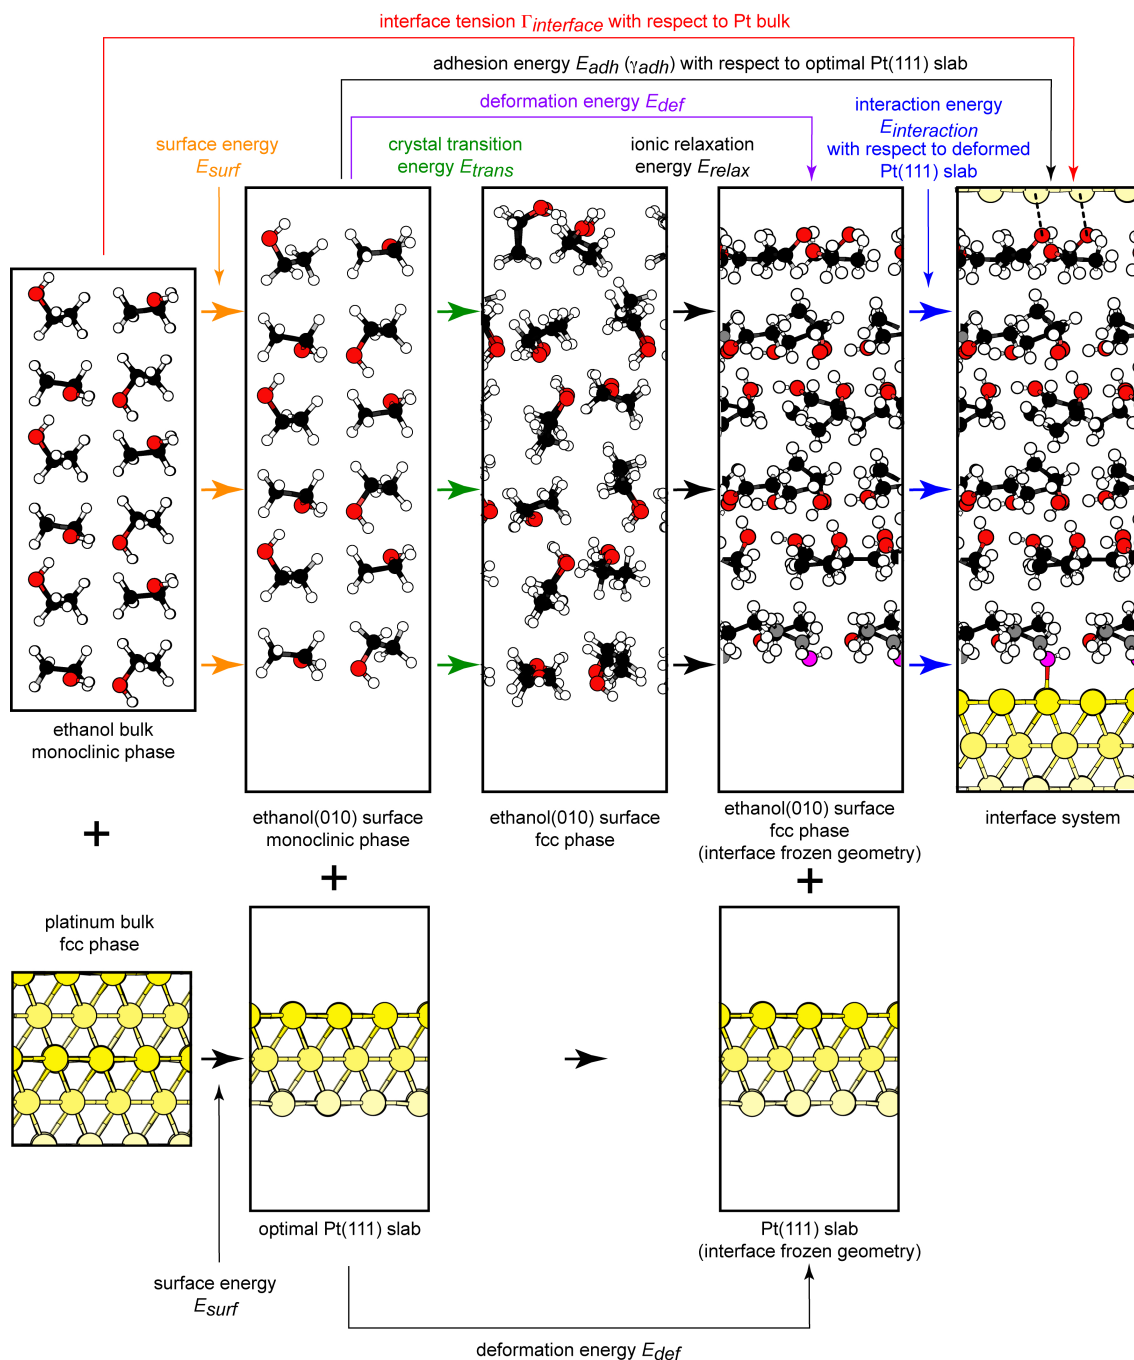 interface tension Γinterface with respect to Pt bulk
adhesion energy Eadh (γadh) with respect to optimal Pt(111) slab
deformation energy Edef
interaction energy
Einteraction
with respect to deformed
Pt(111) slab
surface energy
Esurf
crystal transition
energy Etrans
ionic relaxation
energy Erelax
ethanol bulk
monoclinic phase
ethanol(010) surface
monoclinic phase
ethanol(010) surface
fcc phase
ethanol(010) surface
fcc phase
(interface frozen geometry)
interface system
+
+
+
platinum bulk
fcc phase
optimal Pt(111) slab
Pt(111) slab
(interface frozen geometry)
surface energy
Esurf
deformation energy Edef